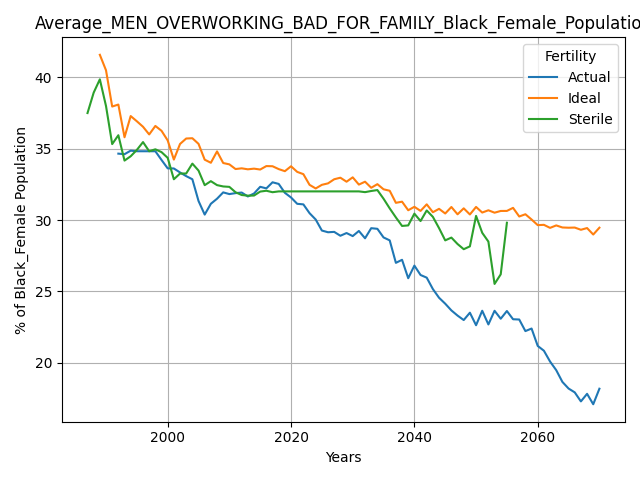 Average_MEN_OVERWORKING_BAD_FOR_FAMILY_Black_Female_Populatio
Fertility
Actual
Ideal
Sterile
% of Black_Female Population
40
35
30
25
20
2000
2020
2040
2060
Years